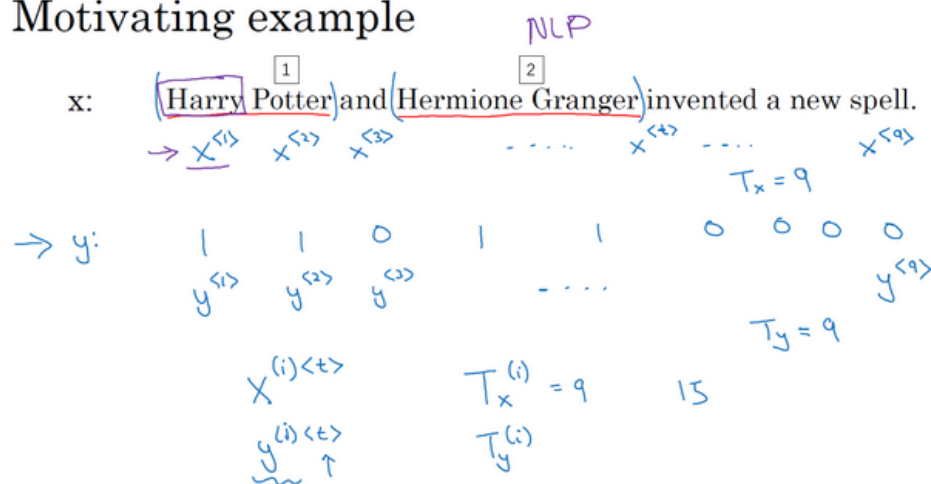 Motivating example
NLP
1 2
x: (Harry Potter) and (Hermione Granger) invented a new spell.
→ x<1> x<2> x<3> ..... x<t> .... x<9>
Tx = 9
→ y: 1 1 0 1 1 0 0 0 0
y<1> y<2> y<3> .... y<9>
Ty = 9
X(i)<t> Tx(i) = 9 15
y(i)<t> Ty(i)
↑